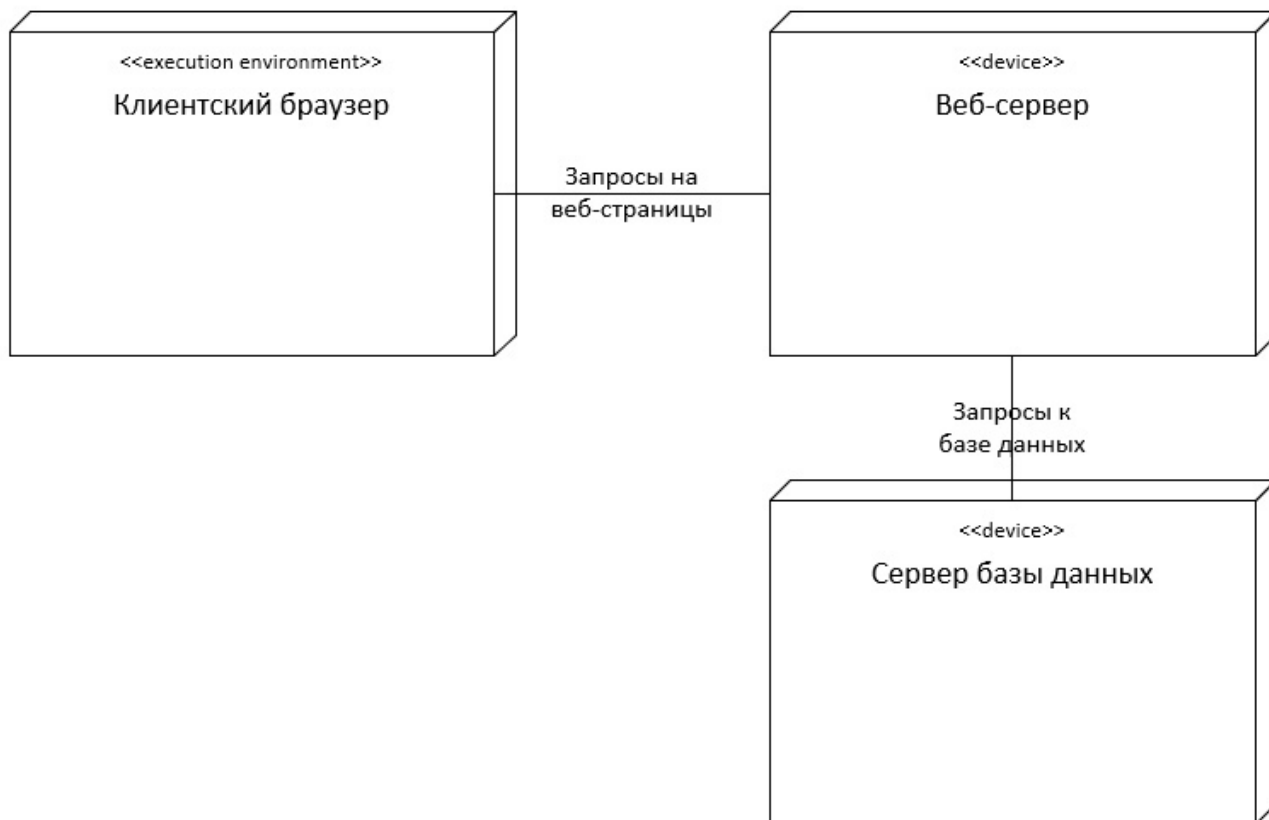 <<execution environment>>
Клиентский браузер
<<device>>
Веб-сервер
Запросы на
веб-страницы
Запросы к
базе данных
<<device>>
Сервер базы данных